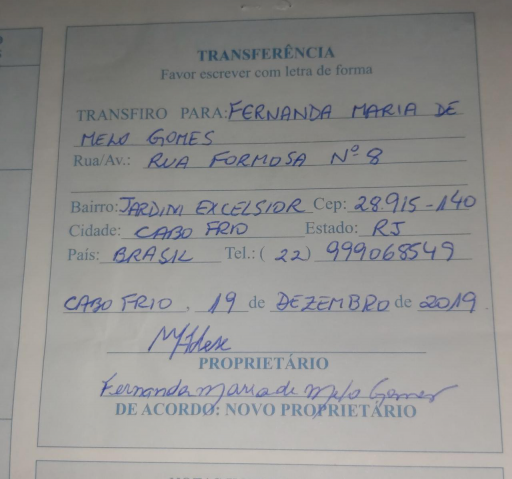 TRANSFERÊNCIA
Favor escrever com letra de forma
TRANSFIRO PARA: FERNANDA MARIA DE
MELO GOMES
Rua/Av.: RUA FORMOSA Nº 8
Bairro: JARDIM EXCELSIOR Cep: 28.915-140
Cidade: CABO FRIO Estado: RJ
País: BRASIL Tel.: (22) 999068549
CABO FRIO, 19 de DEZEMBRO de 2019
PROPRIETÁRIO
Fernanda Maria de Melo Gomes
DE ACORDO: NOVO PROPRIETÁRIO